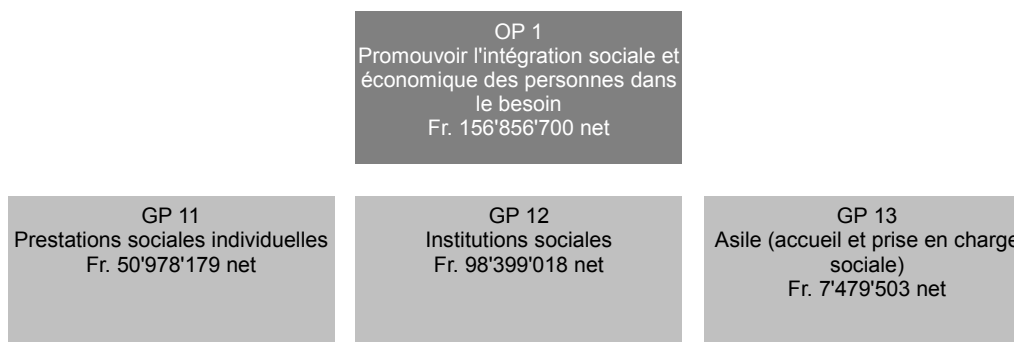 OP 1
Promouvoir l'intégration sociale et
économique des personnes dans
le besoin
Fr. 156'856'700 net
GP 11
Prestations sociales individuelles
Fr. 50'978'179 net
GP 12
Institutions sociales
Fr. 98'399'018 net
GP 13
Asile (accueil et prise en charge
sociale)
Fr. 7'479'503 net